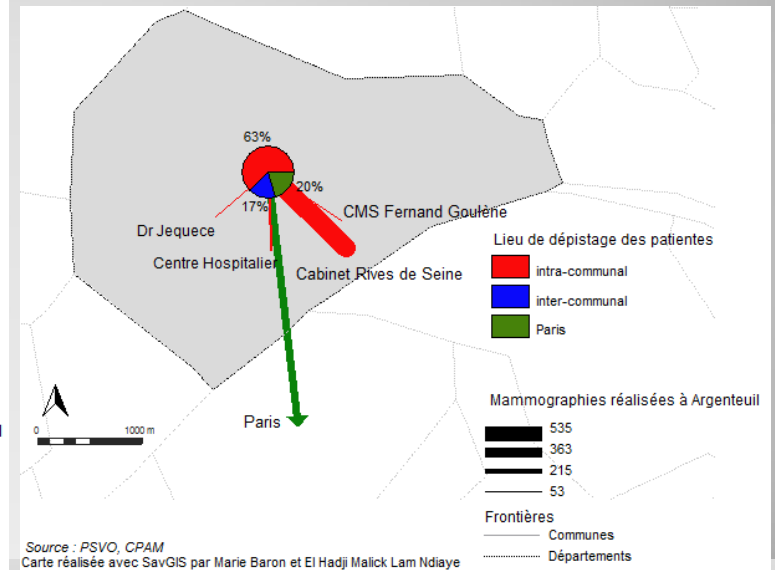 63%
20%
17%
CMS Fernand Goulène
Dr Jequece
Centre Hospitalier
Cabinet Rives de Seine
Paris
Lieu de dépistage des patientes
intra-communal
inter-communal
Paris
Mammographies réalisées à Argenteuil
535
363
215
53
Frontières
Communes
Départements
0 1000 m
Source : PSVO, CPAM
Carte réalisée avec SavGIS par Marie Baron et El Hadji Malick Lam Ndiaye